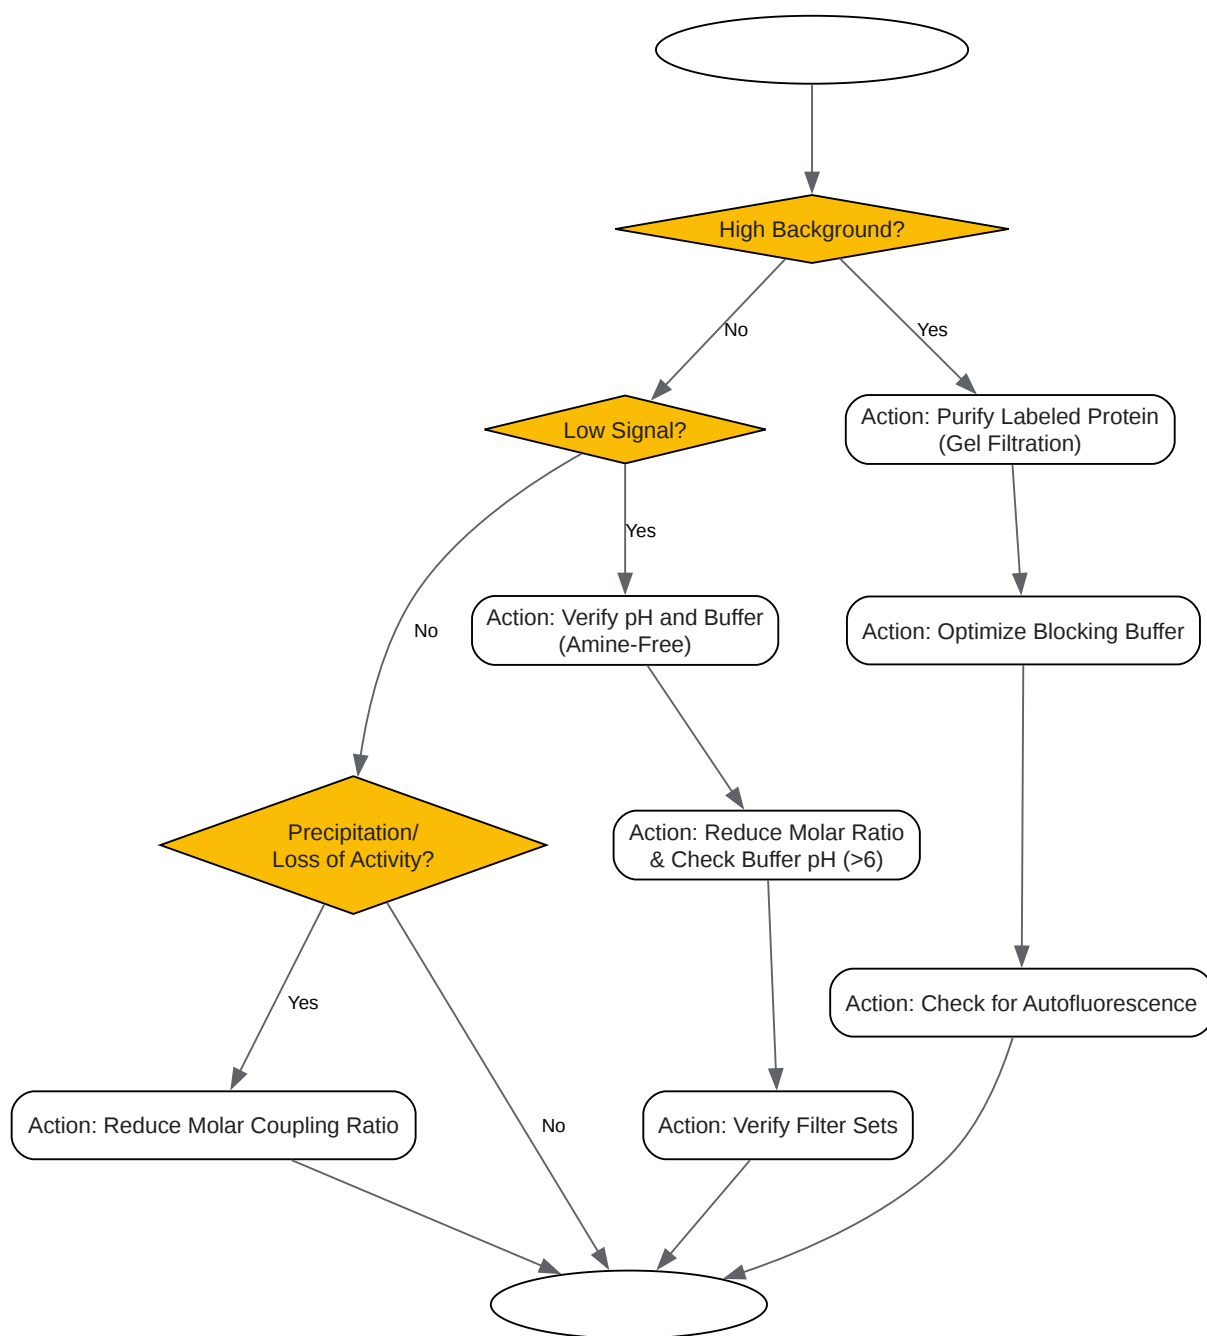 High Background?
No
Yes
Low Signal?
Action: Purify Labeled Protein
(Gel Filtration)
No
Yes
Action: Verify pH and Buffer
(Amine-Free)
Action: Optimize Blocking Buffer
Precipitation/
Loss of Activity?
Action: Reduce Molar Ratio
& Check Buffer pH (>6)
Yes
No
Action: Check for Autofluorescence
Action: Reduce Molar Coupling Ratio
Action: Verify Filter Sets